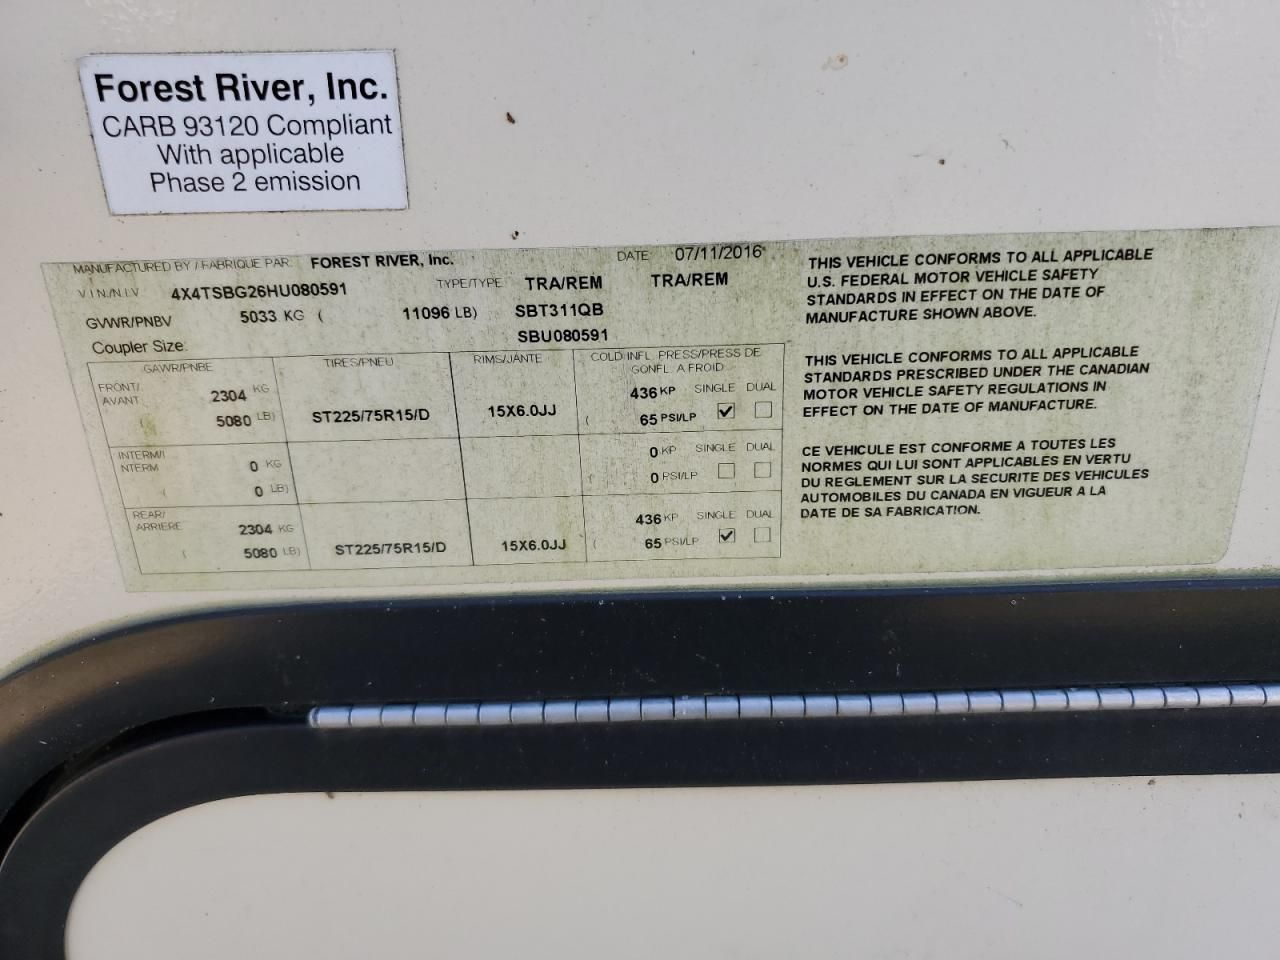 Forest River, Inc.
CARB 93120 Compliant
With applicable
Phase 2 emission
MANUFACTURED BY / FABRIQUE PAR: FOREST RIVER, Inc. DATE 07/11/2016
V.I.N./N.I.V. 4X4TSBG26HU080591 TYPE/TYPE TRA/REM TRA/REM
GVWR/PNBV 5033 KG ( 11096 LB) SBT311QB
SBU080591
Coupler Size:
GAWR/PNBE TIRES/PNEU RIMS/JANTE COLD INFL. PRESS/PRESS DE
GONFL. A FROID
FRONT/
AVANT 2304 KG 436 KP SINGLE DUAL
( 5080 LB) ST225/75R15/D 15X6.0JJ ( 65 PSI/LP ✓
INTERM/I
NTERM 0 KG 0 KP SINGLE DUAL
( 0 LB) ( 0 PSI/LP
REAR/
ARRIERE 2304 KG 436 KP SINGLE DUAL
( 5080 LB) ST225/75R15/D 15X6.0JJ ( 65 PSI/LP ✓
THIS VEHICLE CONFORMS TO ALL APPLICABLE
U.S. FEDERAL MOTOR VEHICLE SAFETY
STANDARDS IN EFFECT ON THE DATE OF
MANUFACTURE SHOWN ABOVE.
THIS VEHICLE CONFORMS TO ALL APPLICABLE
STANDARDS PRESCRIBED UNDER THE CANADIAN
MOTOR VEHICLE SAFETY REGULATIONS IN
EFFECT ON THE DATE OF MANUFACTURE.
CE VEHICULE EST CONFORME A TOUTES LES
NORMES QUI LUI SONT APPLICABLES EN VERTU
DU REGLEMENT SUR LA SECURITE DES VEHICULES
AUTOMOBILES DU CANADA EN VIGUEUR A LA
DATE DE SA FABRICATION.